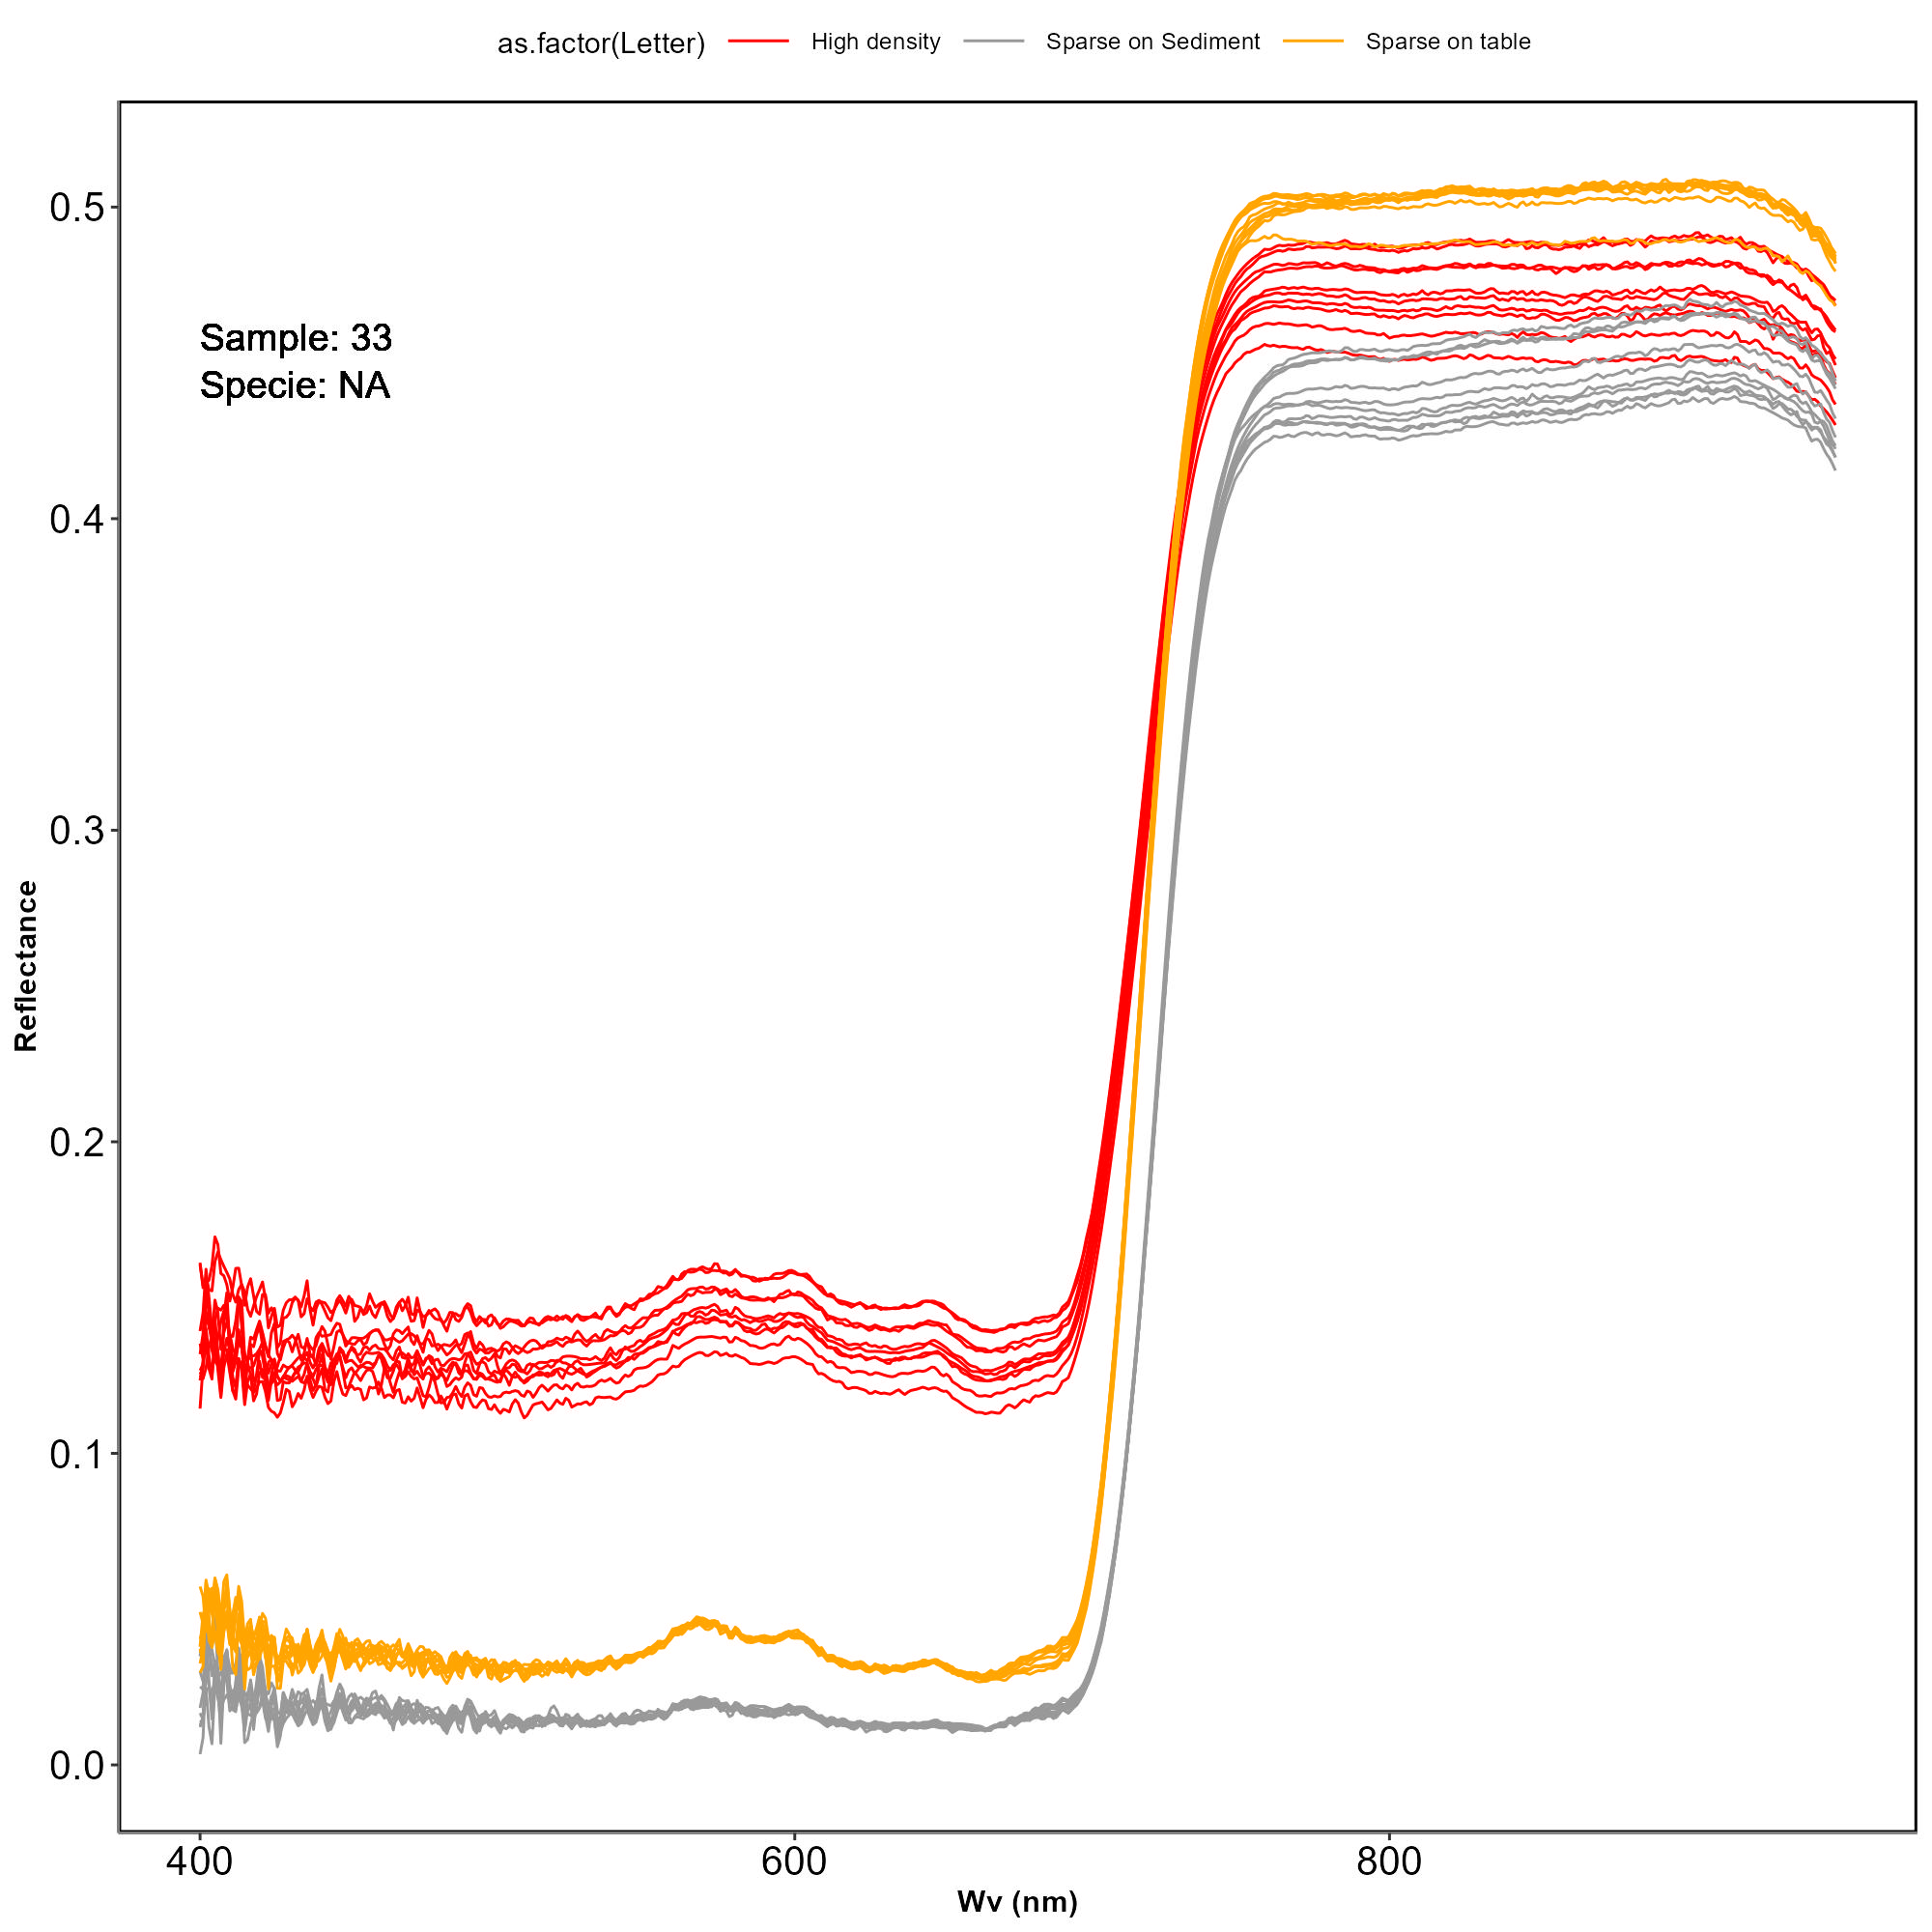 as.factor(Letter) High density Sparse on Sediment Sparse on table
0.5
Sample: 33
Specie: NA
0.4
0.3
Reflectance
0.2
0.1
0.0
400 600 800
Wv (nm)